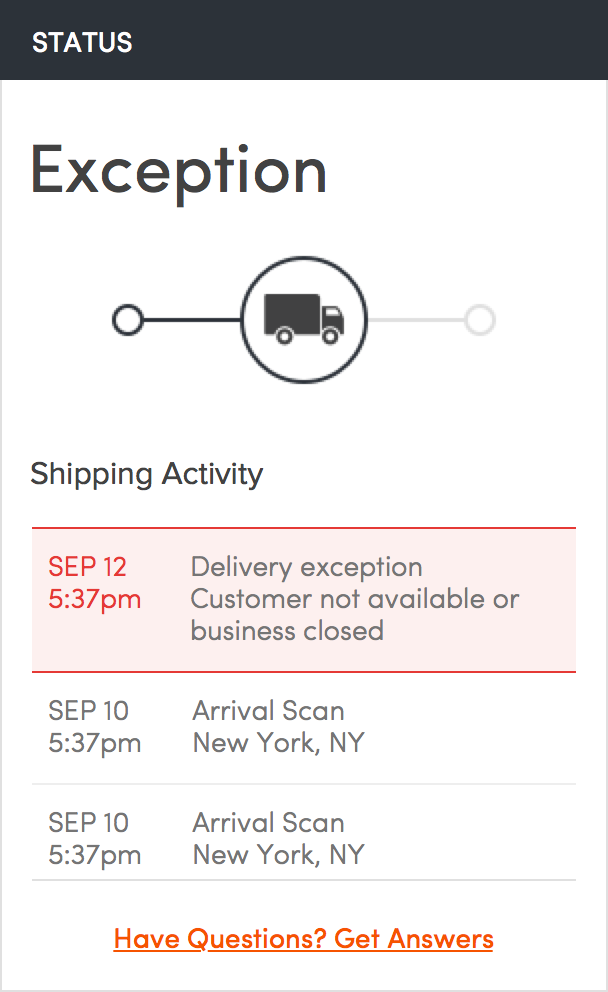 STATUS
Exception
Shipping Activity
SEP 12 Delivery exception
5:37pm Customer not available or
business closed
SEP 10 Arrival Scan
5:37pm New York, NY
SEP 10 Arrival Scan
5:37pm New York, NY
Have Questions? Get Answers